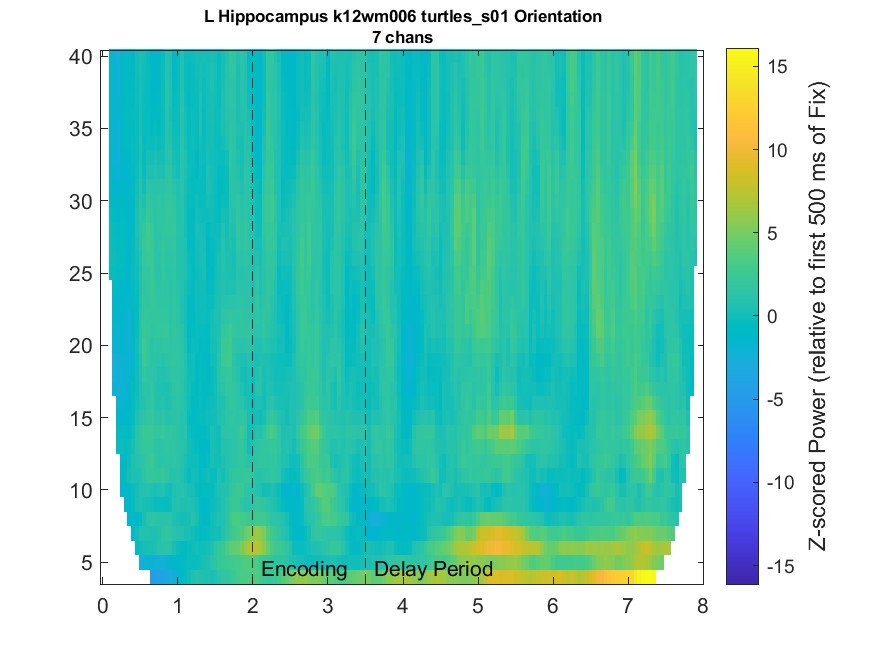 L Hippocampus k12wm006 turtles_s01 Orientation
7 chans
40
35
30
25
20
15
10
5
Encoding
Delay Period
0 1 2 3 4 5 6 7 8
15
10
5
0
-5
-10
-15
Z-scored Power (relative to first 500 ms of Fix)